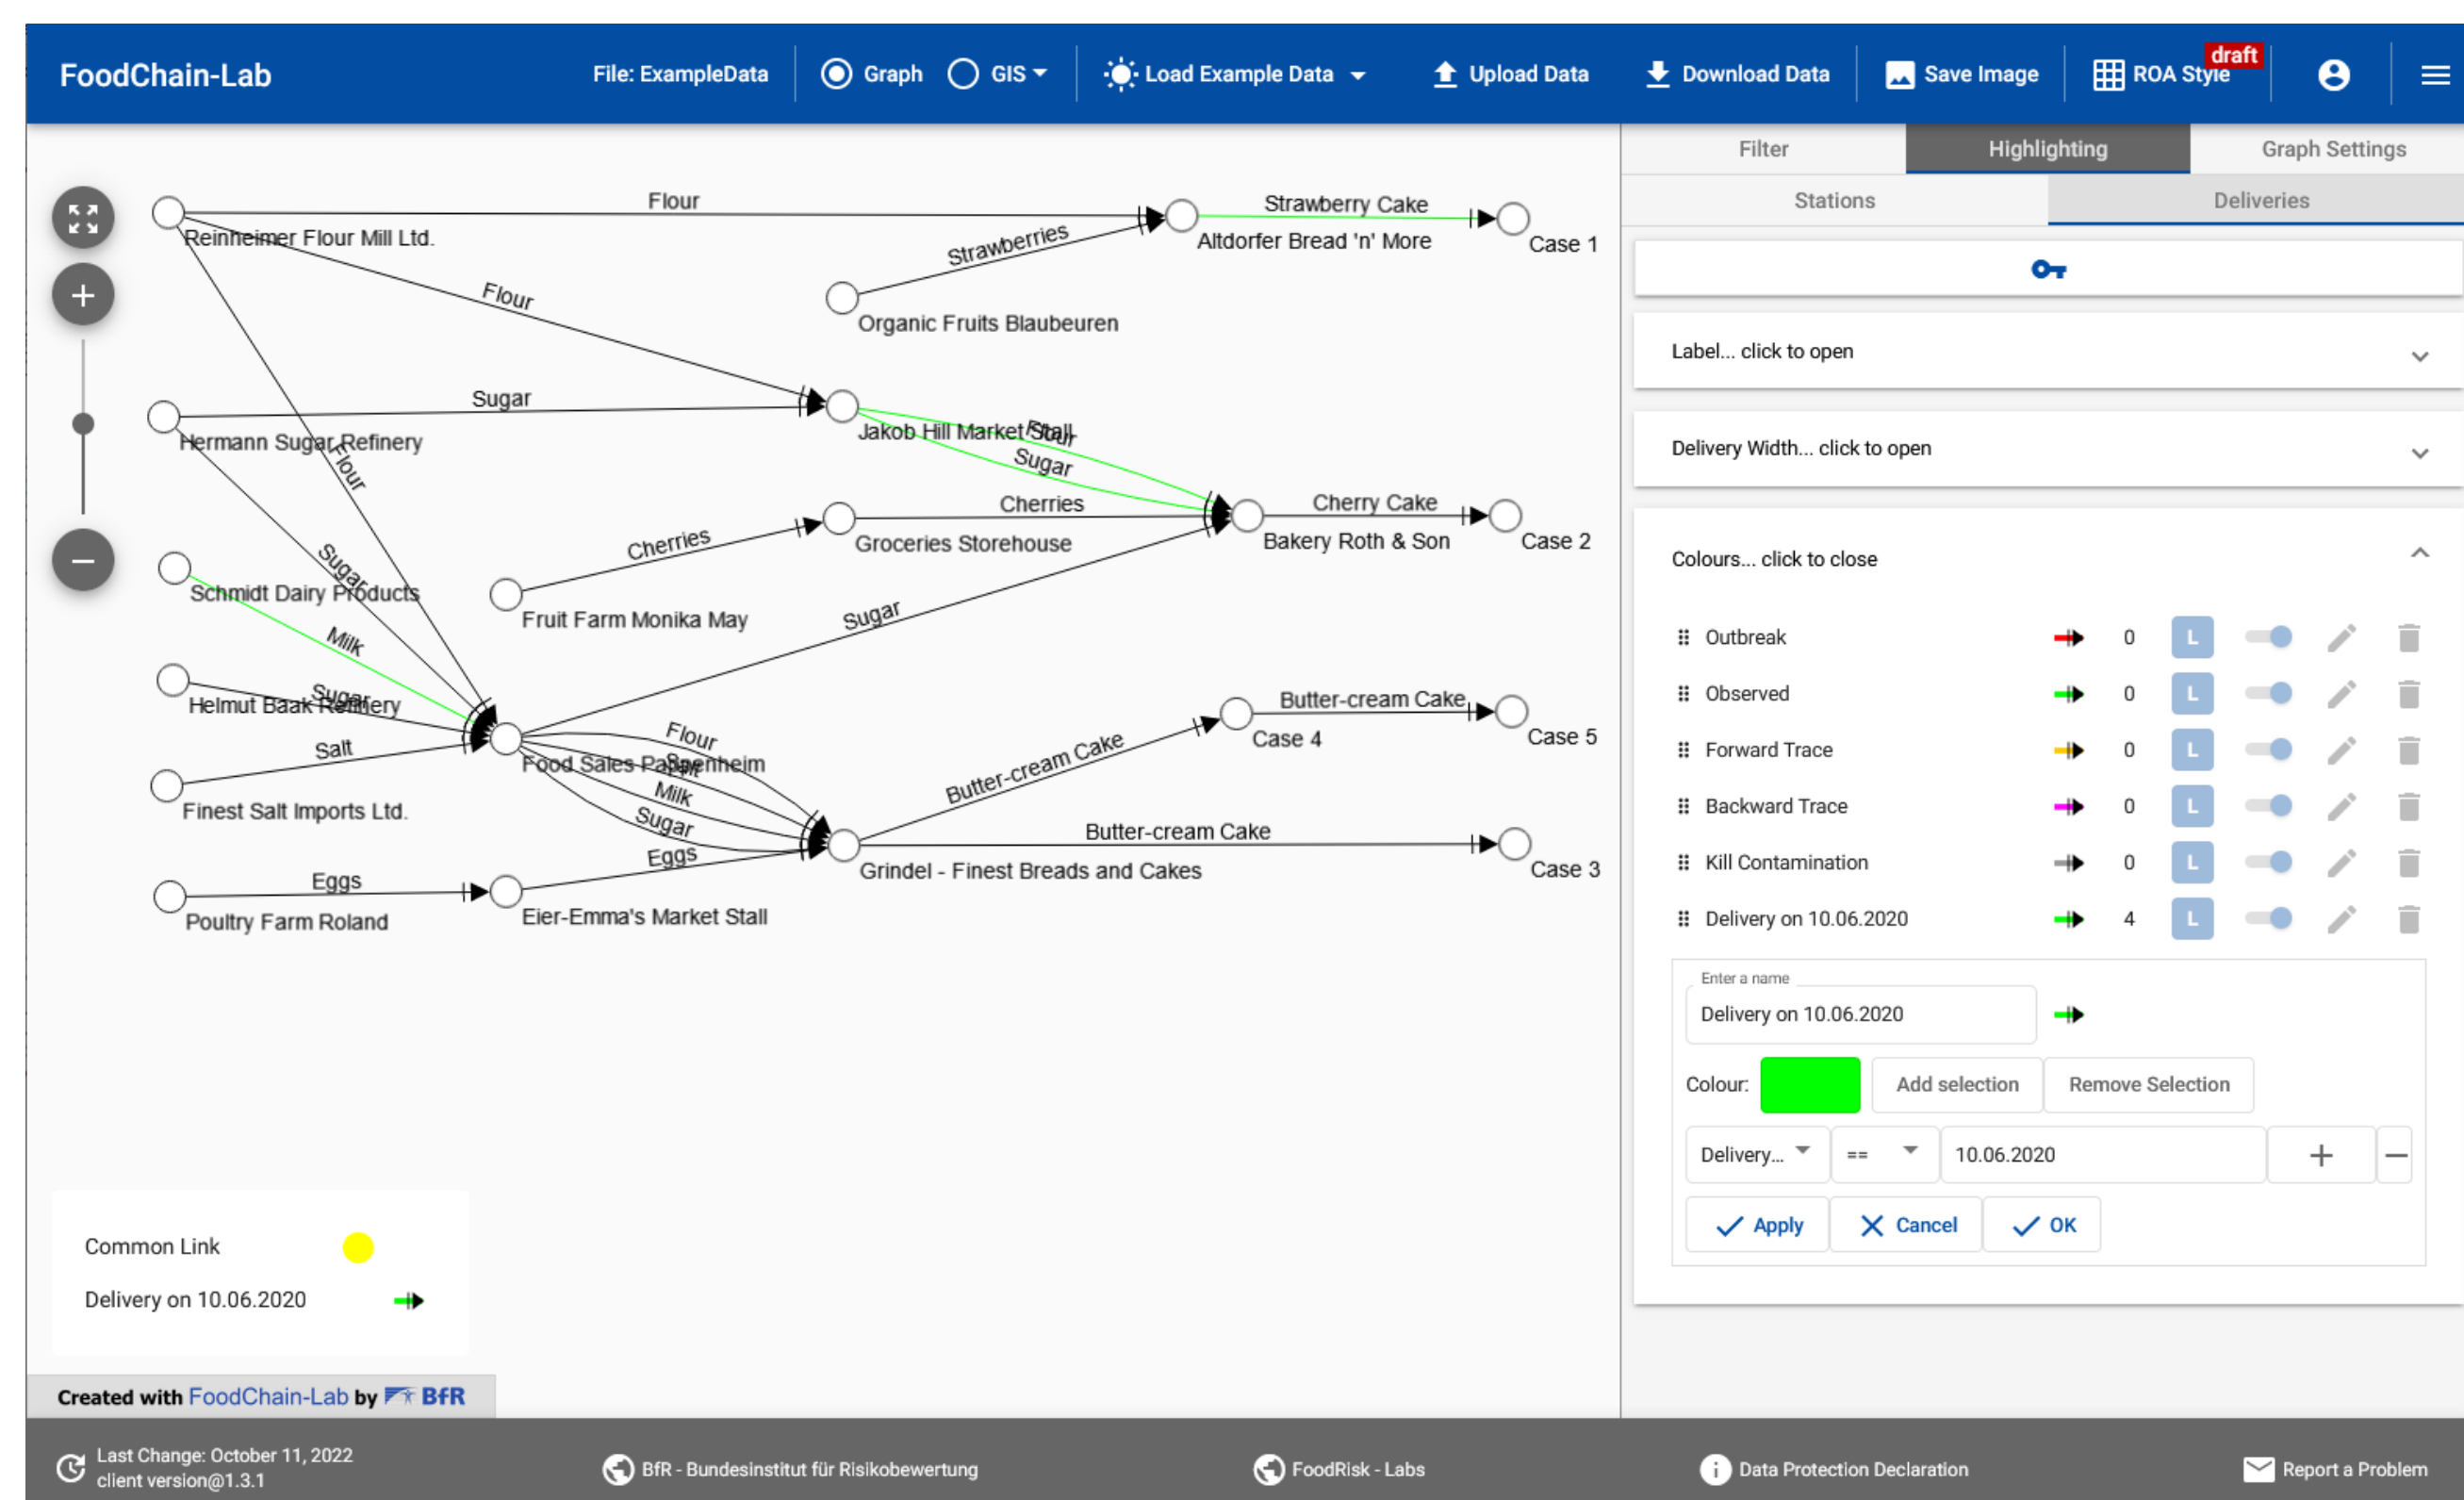 FoodChain-Lab
File: ExampleData
Graph
GIS
Load Example Data
Upload Data
Download Data
Save Image
ROA Style
draft
Filter
Highlighting
Graph Settings
Stations
Deliveries
Flour
Strawberry Cake
Reinheimer Flour Mill Ltd.
Strawberries
Altdorfer Bread 'n' More
Case 1
Flour
Organic Fruits Blaubeuren
Sugar
Hermann Sugar Refinery
Flour
Jakob Hill Market Stall
Flour
Sugar
Cherries
Cherry Cake
Cherries
Groceries Storehouse
Bakery Roth & Son
Case 2
Sugar
Schmidt Dairy Products
Fruit Farm Monika May
Sugar
Milk
Sugar
Helmut Baak Refinery
Butter-cream Cake
Salt
Flour
Case 4
Case 5
Food Sales Pappenheim
Salt
Butter-cream Cake
Milk
Finest Salt Imports Ltd.
Sugar
Butter-cream Cake
Eggs
Grindel - Finest Breads and Cakes
Case 3
Eggs
Poultry Farm Roland
Eier-Emma's Market Stall
Common Link
Delivery on 10.06.2020
Created with FoodChain-Lab by BfR
Label... click to open
Delivery Width... click to open
Colours... click to close
Outbreak 0 L
Observed 0 L
Forward Trace 0 L
Backward Trace 0 L
Kill Contamination 0 L
Delivery on 10.06.2020 4 L
Enter a name
Delivery on 10.06.2020
Colour: Add selection Remove Selection
Delivery... == 10.06.2020 + −
Apply Cancel OK
Last Change: October 11, 2022
client version@1.3.1
BfR - Bundesinstitut für Risikobewertung
FoodRisk - Labs
Data Protection Declaration
Report a Problem